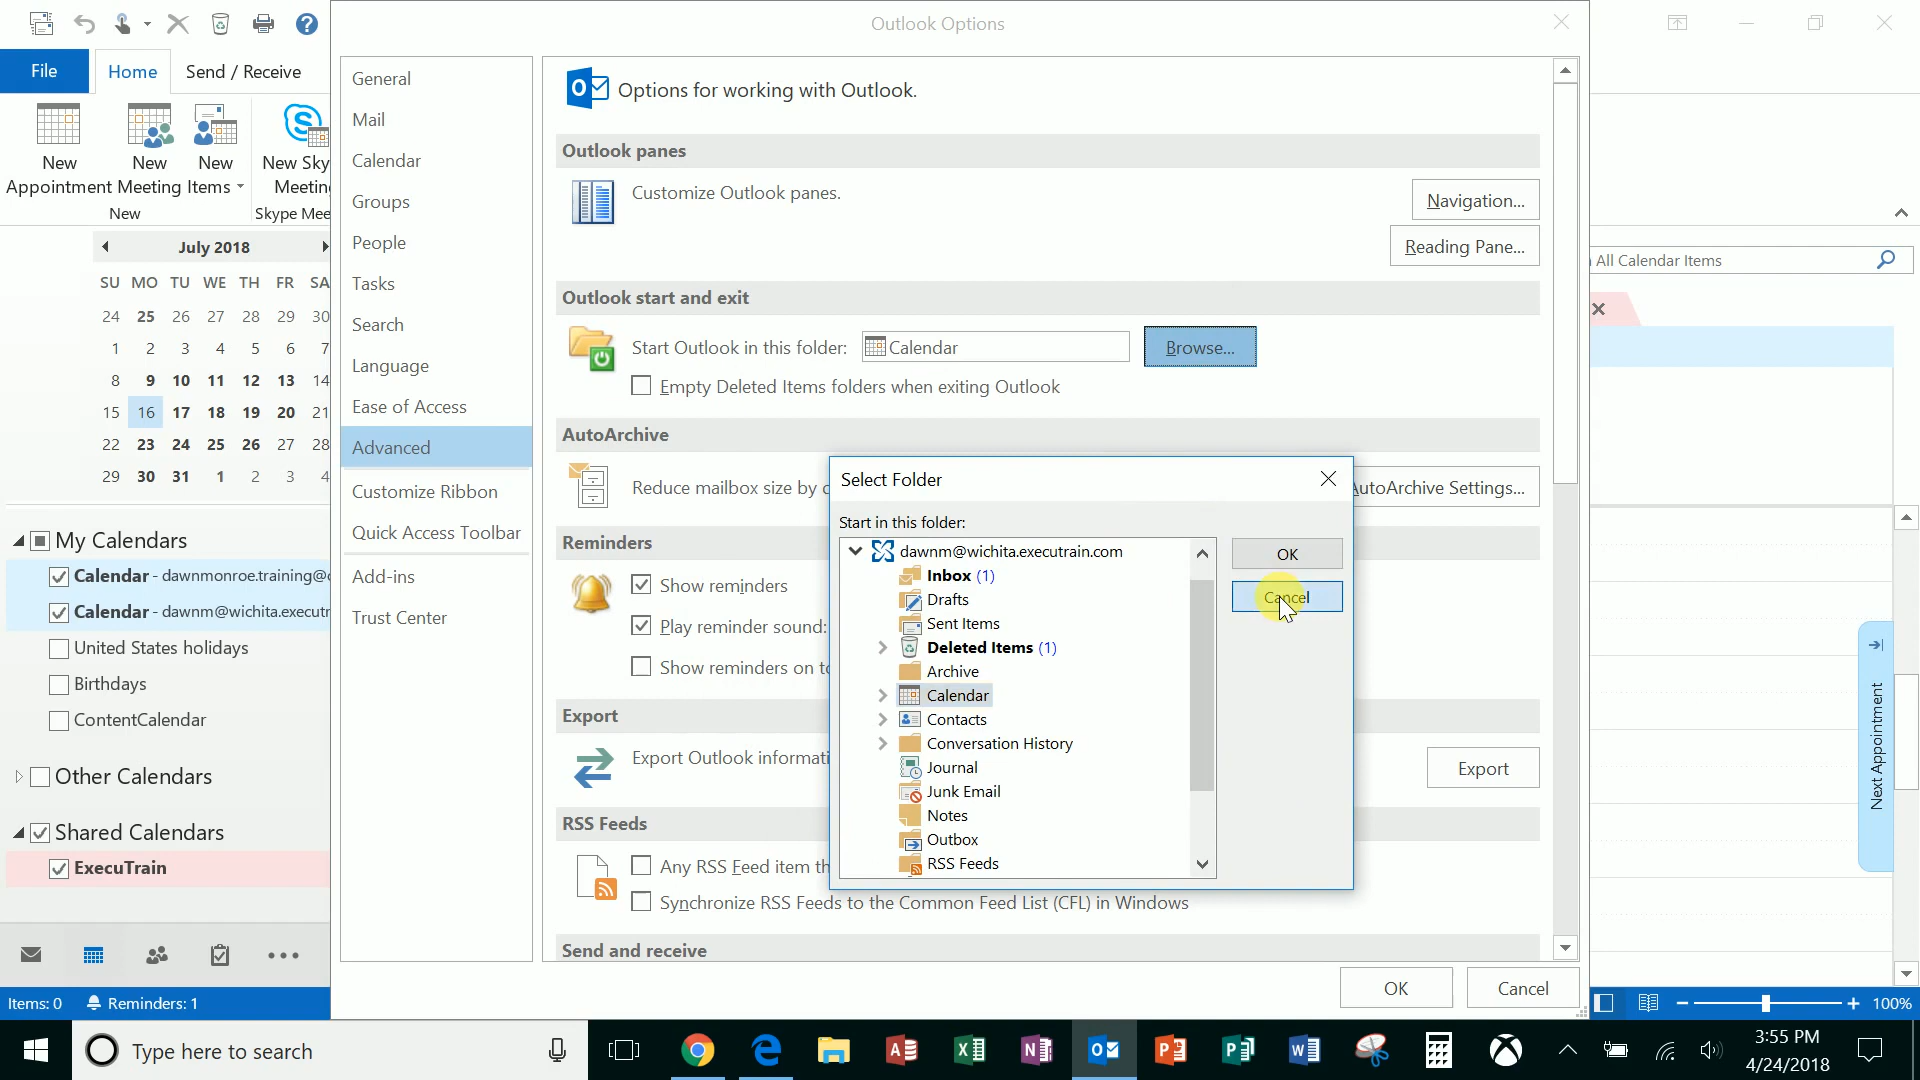 Outlook Options
File
Home
Send / Receive
New
Appointment
New
Meeting
New
Items
New Sky
Meeting
New
Skype Mee
July 2018
SU MO TU WE TH FR SA
24 25 26 27 28 29 30
1 2 3 4 5 6 7
8 9 10 11 12 13 14
15 16 17 18 19 20 21
22 23 24 25 26 27 28
29 30 31 1 2 3 4
My Calendars
Calendar - dawnmonroe.training@
Calendar - dawnm@wichita.executr
United States holidays
Birthdays
ContentCalendar
Other Calendars
Shared Calendars
ExecuTrain
Items: 0
Reminders: 1
General
Mail
Calendar
Groups
People
Tasks
Search
Language
Ease of Access
Advanced
Customize Ribbon
Quick Access Toolbar
Add-ins
Trust Center
Options for working with Outlook.
Outlook panes
Customize Outlook panes.
Navigation...
Reading Pane...
Outlook start and exit
Start Outlook in this folder:
Calendar
Browse...
Empty Deleted Items folders when exiting Outlook
AutoArchive
Reduce mailbox size by
AutoArchive Settings...
Reminders
Show reminders
Play reminder sound:
Show reminders on to
Export
Export Outlook informati
Export
RSS Feeds
Any RSS Feed item th
Synchronize RSS Feeds to the Common Feed List (CFL) in Windows
Send and receive
OK
Cancel
Select Folder
Start in this folder:
dawnm@wichita.executrain.com
Inbox (1)
Drafts
Sent Items
Deleted Items (1)
Archive
Calendar
Contacts
Conversation History
Journal
Junk Email
Notes
Outbox
RSS Feeds
OK
Cancel
All Calendar Items
Next Appointment
100%
Type here to search
3:55 PM
4/24/2018